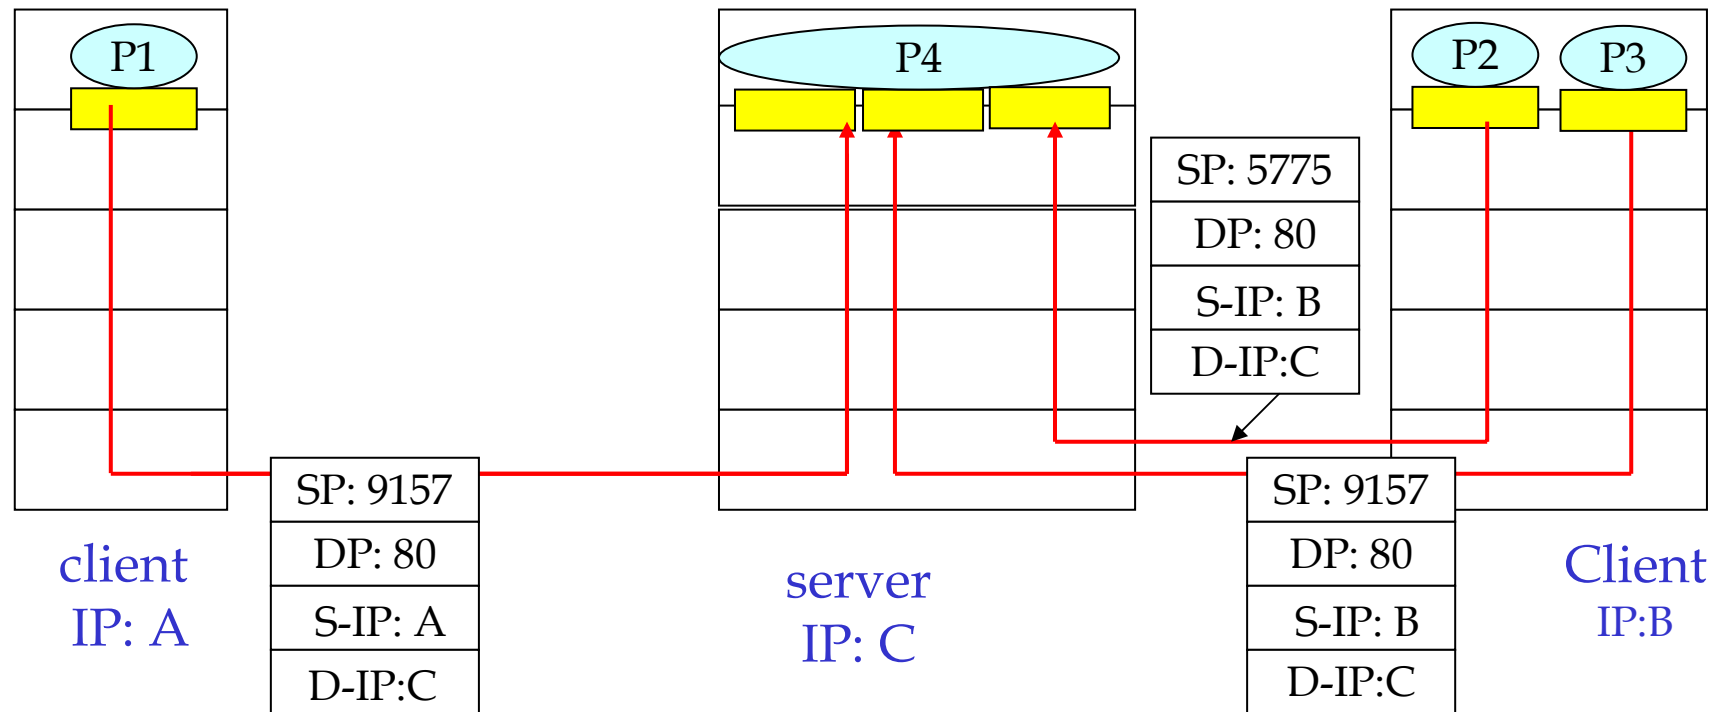 P1
P4
P2
P3
SP: 5775
DP: 80
S-IP: B
D-IP:C
SP: 9157
DP: 80
S-IP: A
D-IP:C
SP: 9157
DP: 80
S-IP: B
D-IP:C
client
IP: A
server
IP: C
Client
IP:B